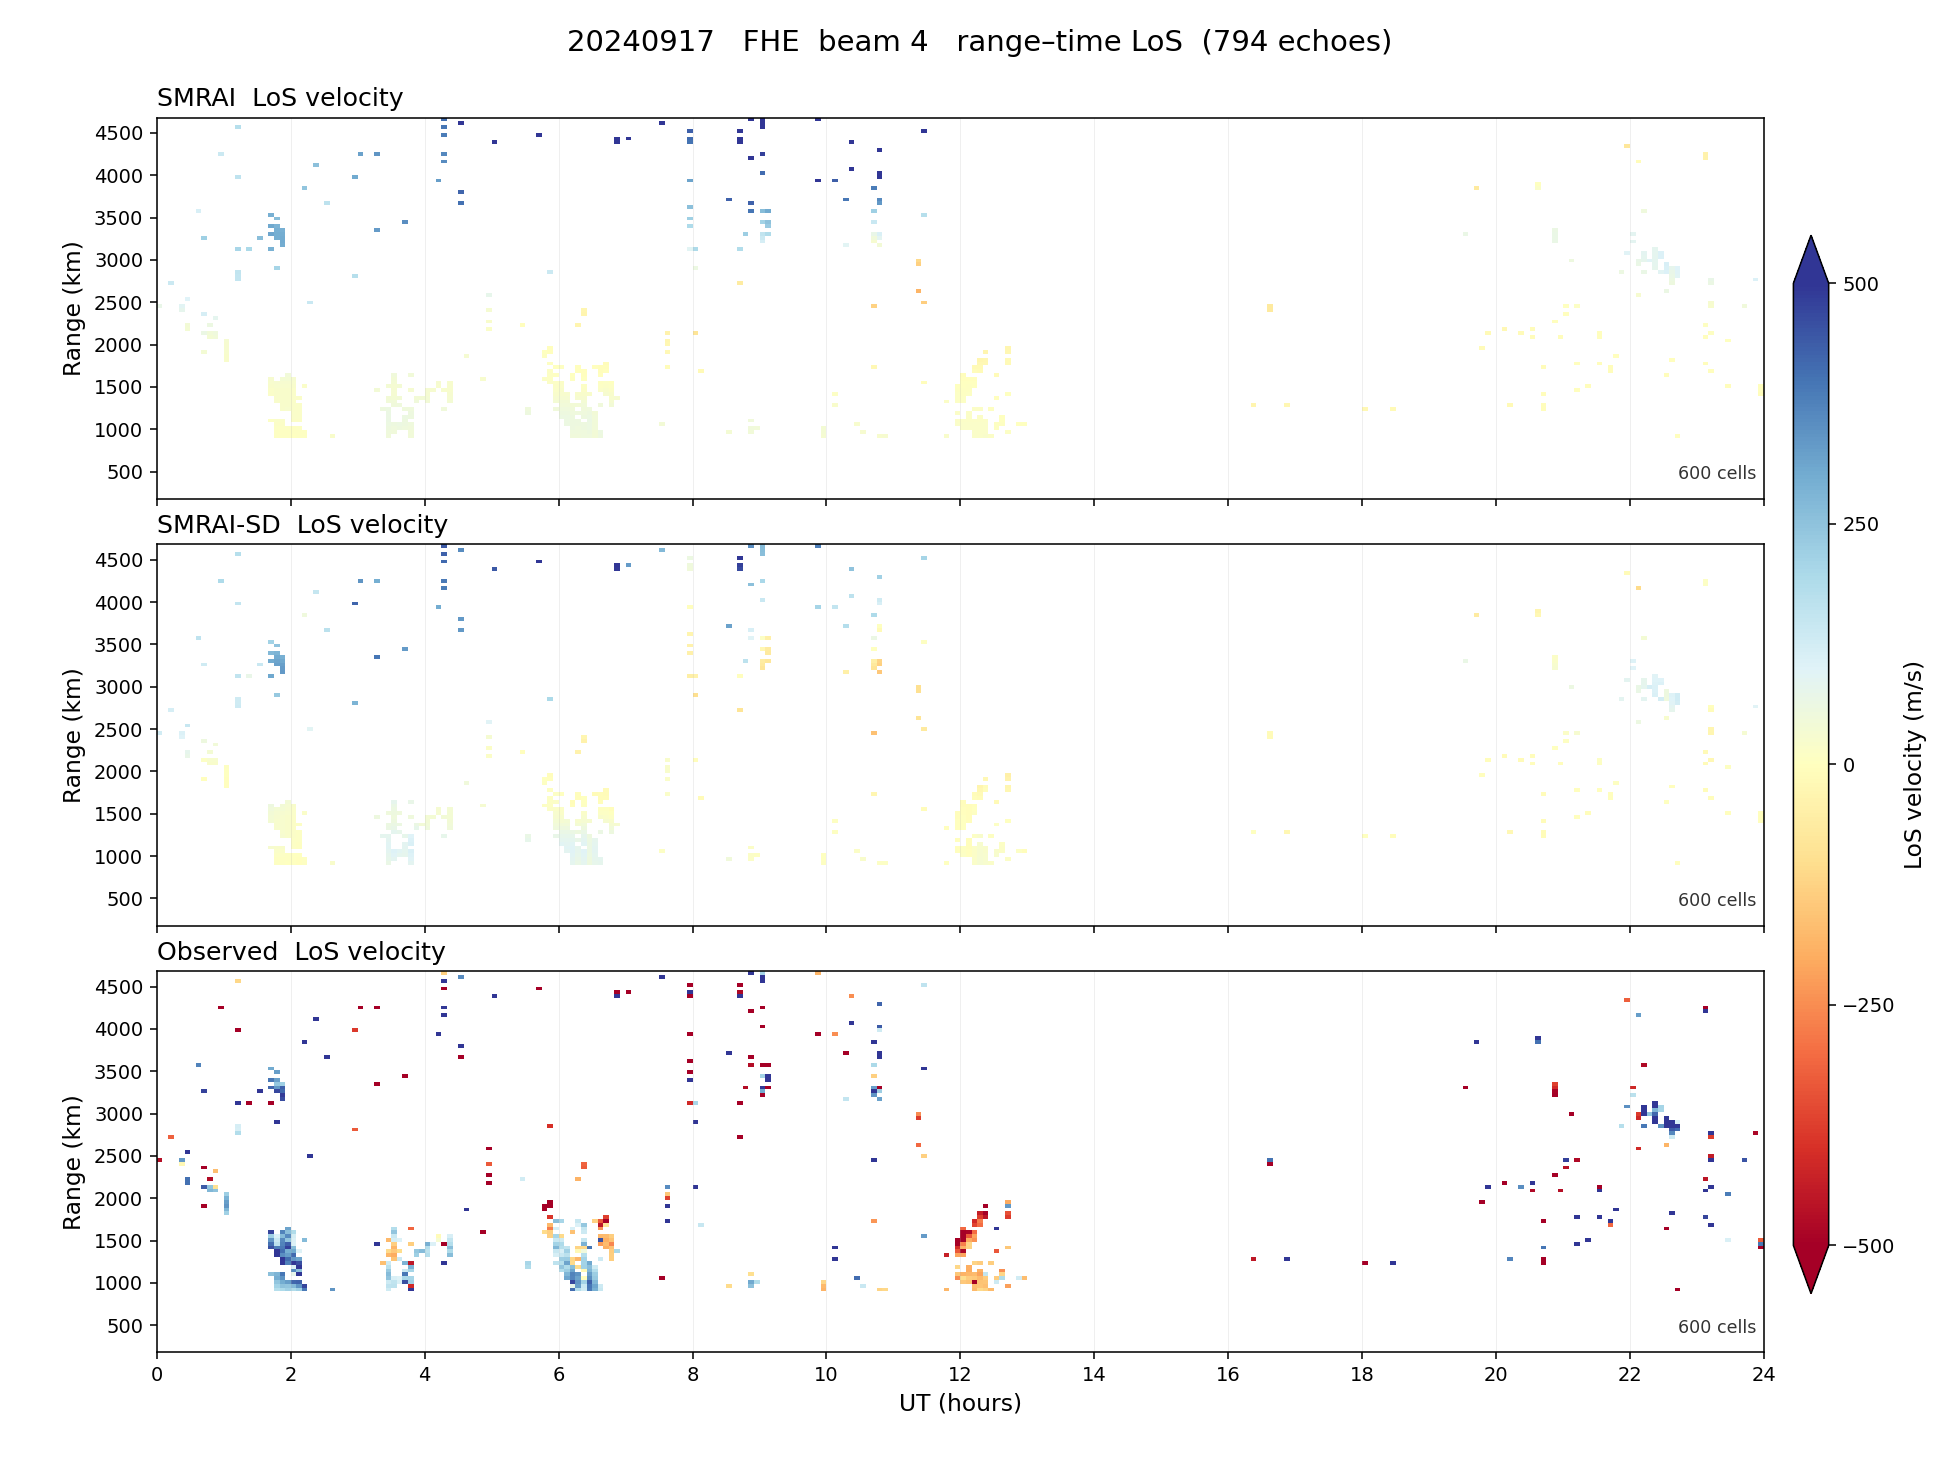 20240917   FHE  beam 4   range–time LoS  (794 echoes)
SMRAI  LoS velocity
4500
4000
3500
3000
2500
2000
1500
1000
500
Range (km)
600 cells
SMRAI-SD  LoS velocity
4500
4000
3500
3000
2500
2000
1500
1000
500
Range (km)
600 cells
Observed  LoS velocity
4500
4000
3500
3000
2500
2000
1500
1000
500
Range (km)
600 cells
0 2 4 6 8 10 12 14 16 18 20 22 24
UT (hours)
500
250
0
−250
−500
LoS velocity (m/s)